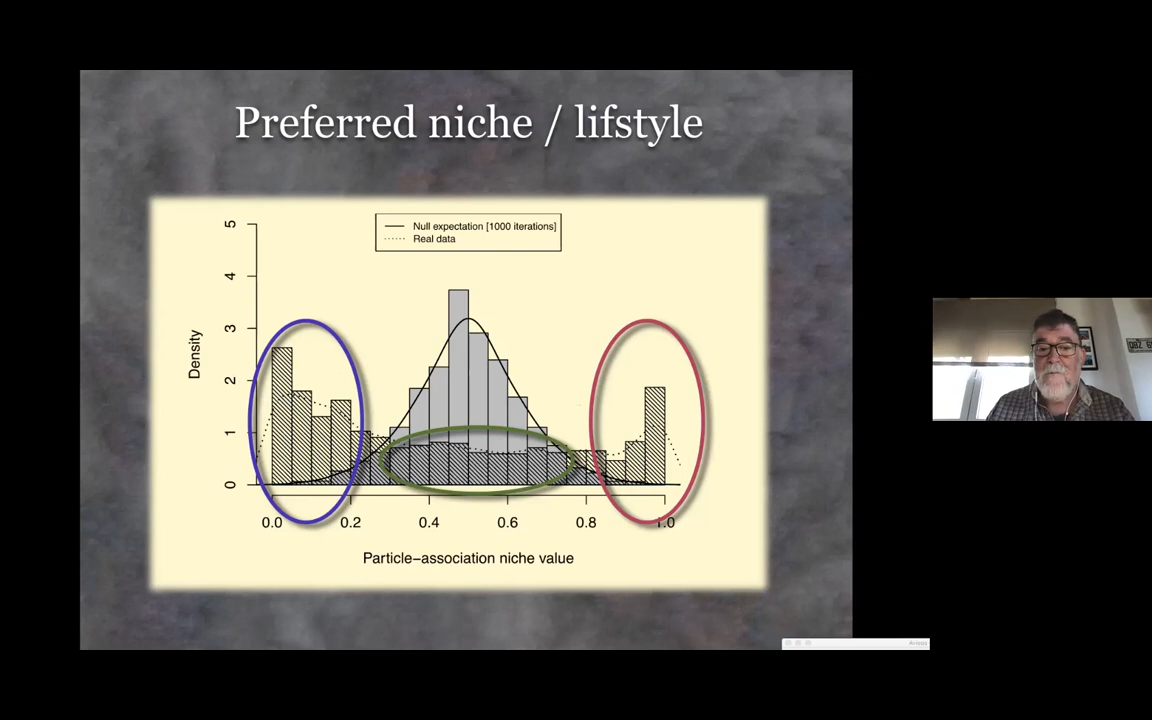 Preferred niche / lifstyle
Null expectation [1000 iterations]
Real data
5
4
3
2
1
0
Density
0.0 0.2 0.4 0.6 0.8 1.0
Particle−association niche value